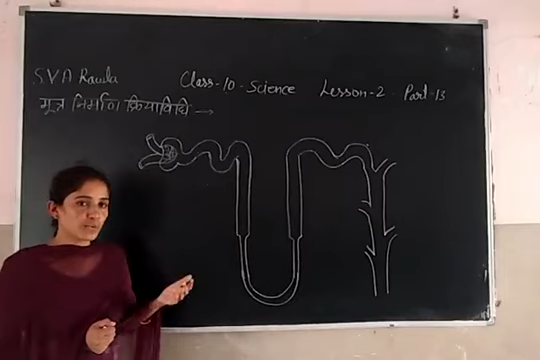 SVA Rawla
Class-10-Science Lesson-2 Part-13
मूत्र निर्माण क्रियाविधि →